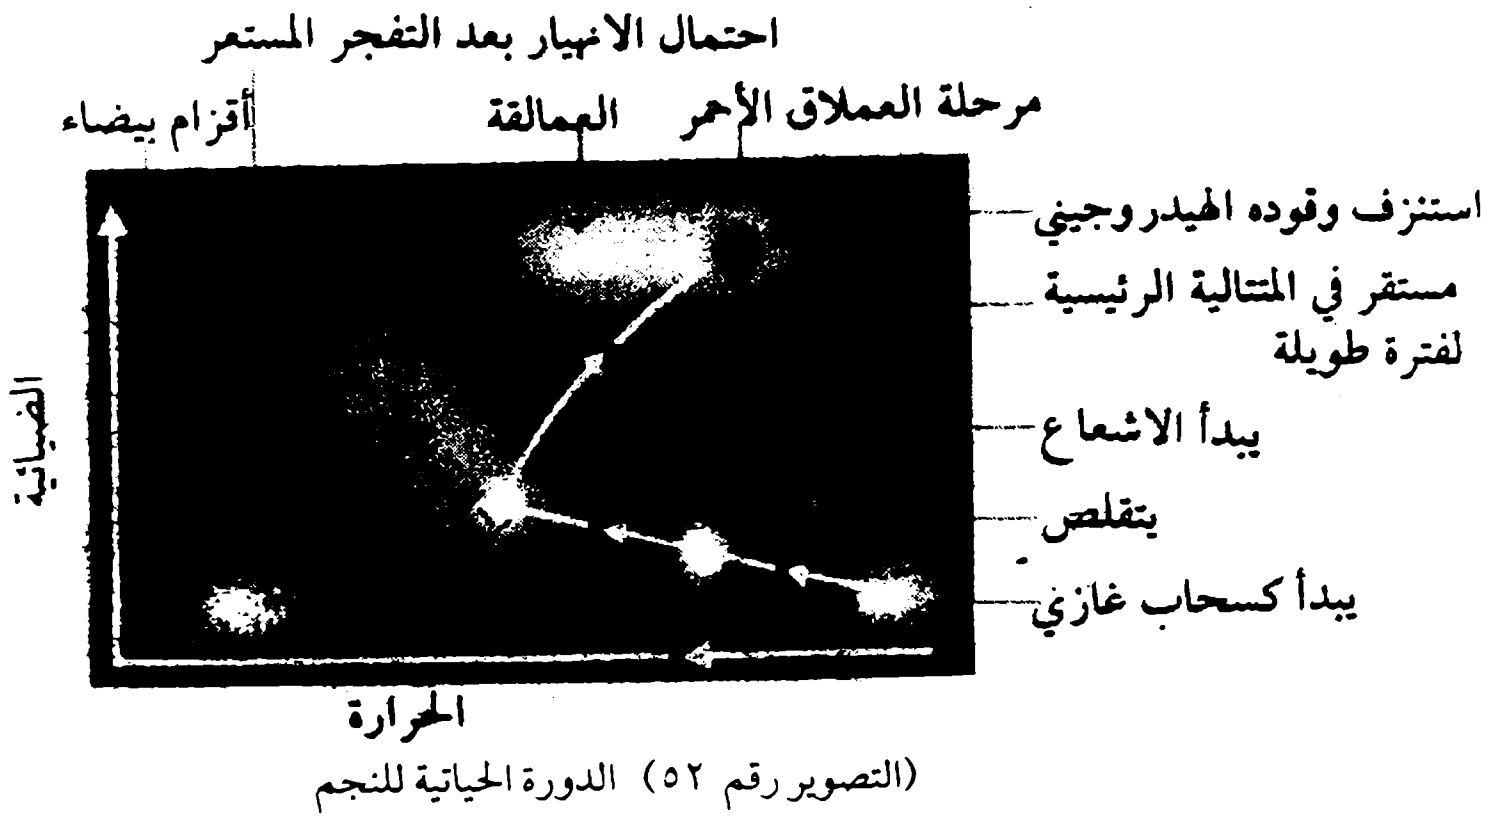 احتمال الانهيار بعد التفجر المستعر
مرحلة العملاق الأحمر
العمالقة
أقزام بيضاء
استنزف وقوده الهيدروجيني
مستقر في المتتالية الرئيسية
لفترة طويلة
يبدأ الاشعاع
يتقلص
يبدأ كسحاب غازي
الضيائية
الحرارة
(التصوير رقم ٥٢) الدورة الحياتية للنجم